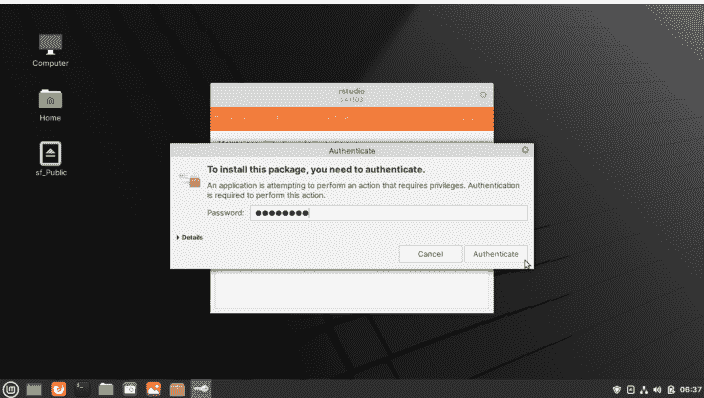 Computer
Home
sf_Public
rstudio
Authenticate
To install this package, you need to authenticate.
An application is attempting to perform an action that requires privileges. Authentication
is required to perform this action.
Password: ●●●●●●●●
Details
Cancel
Authenticate
06:37